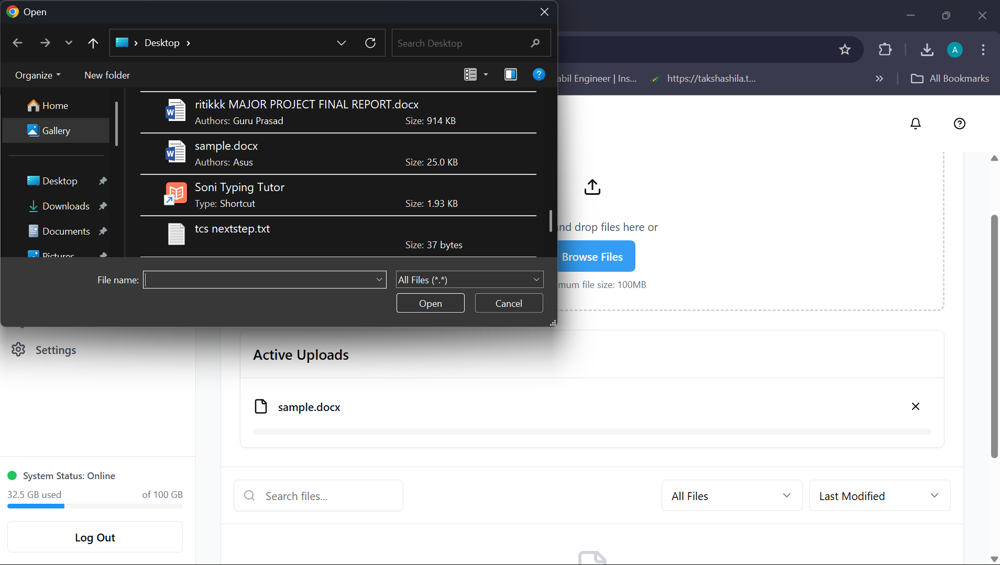 Open
Desktop
Search Desktop
A
Organize
New folder
?
abil Engineer | Ins...
https://takshashila.t...
All Bookmarks
Home
Gallery
Desktop
Downloads
Documents
Pictures
W
ritikkk MAJOR PROJECT FINAL REPORT.docx
Authors: Guru Prasad
Size: 914 KB
W
sample.docx
Authors: Asus
Size: 25.0 KB
Soni Typing Tutor
Type: Shortcut
Size: 1.93 KB
tcs nextstep.txt
Size: 37 bytes
File name:
All Files (*.*)
Open
Cancel
nd drop files here or
Browse Files
mum file size: 100MB
Settings
Active Uploads
sample.docx
System Status: Online
32.5 GB used
of 100 GB
Log Out
Search files...
All Files
Last Modified